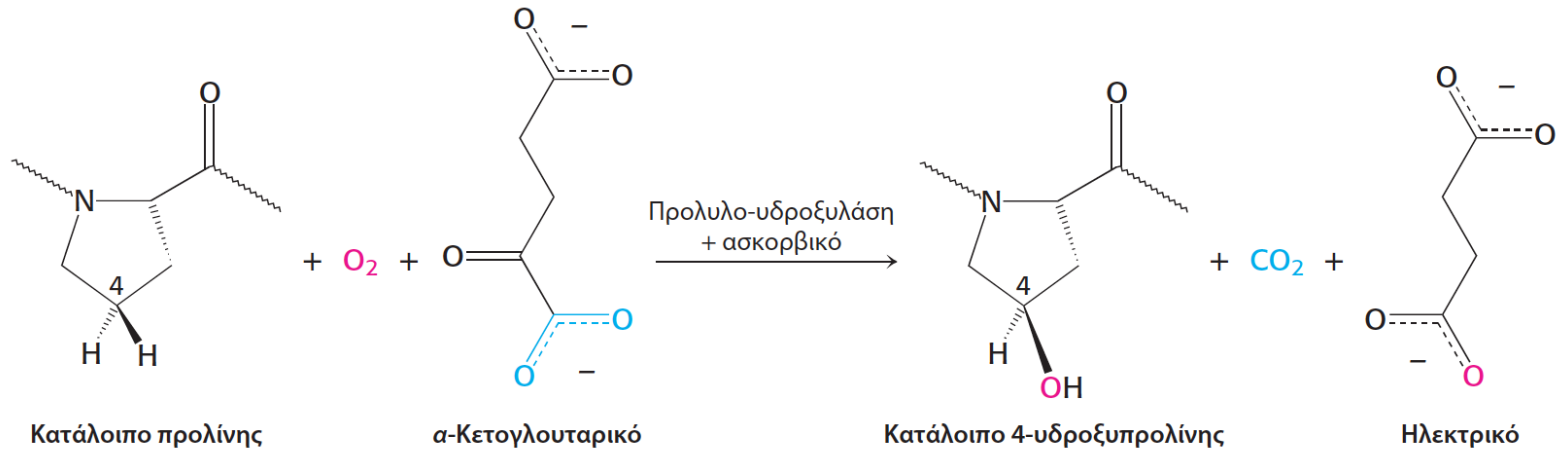 O
O
−
O
N
4
H
H
+ O₂ +
O
O
O
−
Προλυλο-υδροξυλάση
+ ασκορβικό
O
N
4
H
OH
+ CO₂ +
O
O
−
O
O
−
Κατάλοιπο προλίνης
α-Κετογλουταρικό
Κατάλοιπο 4-υδροξυπρολίνης
Ηλεκτρικό